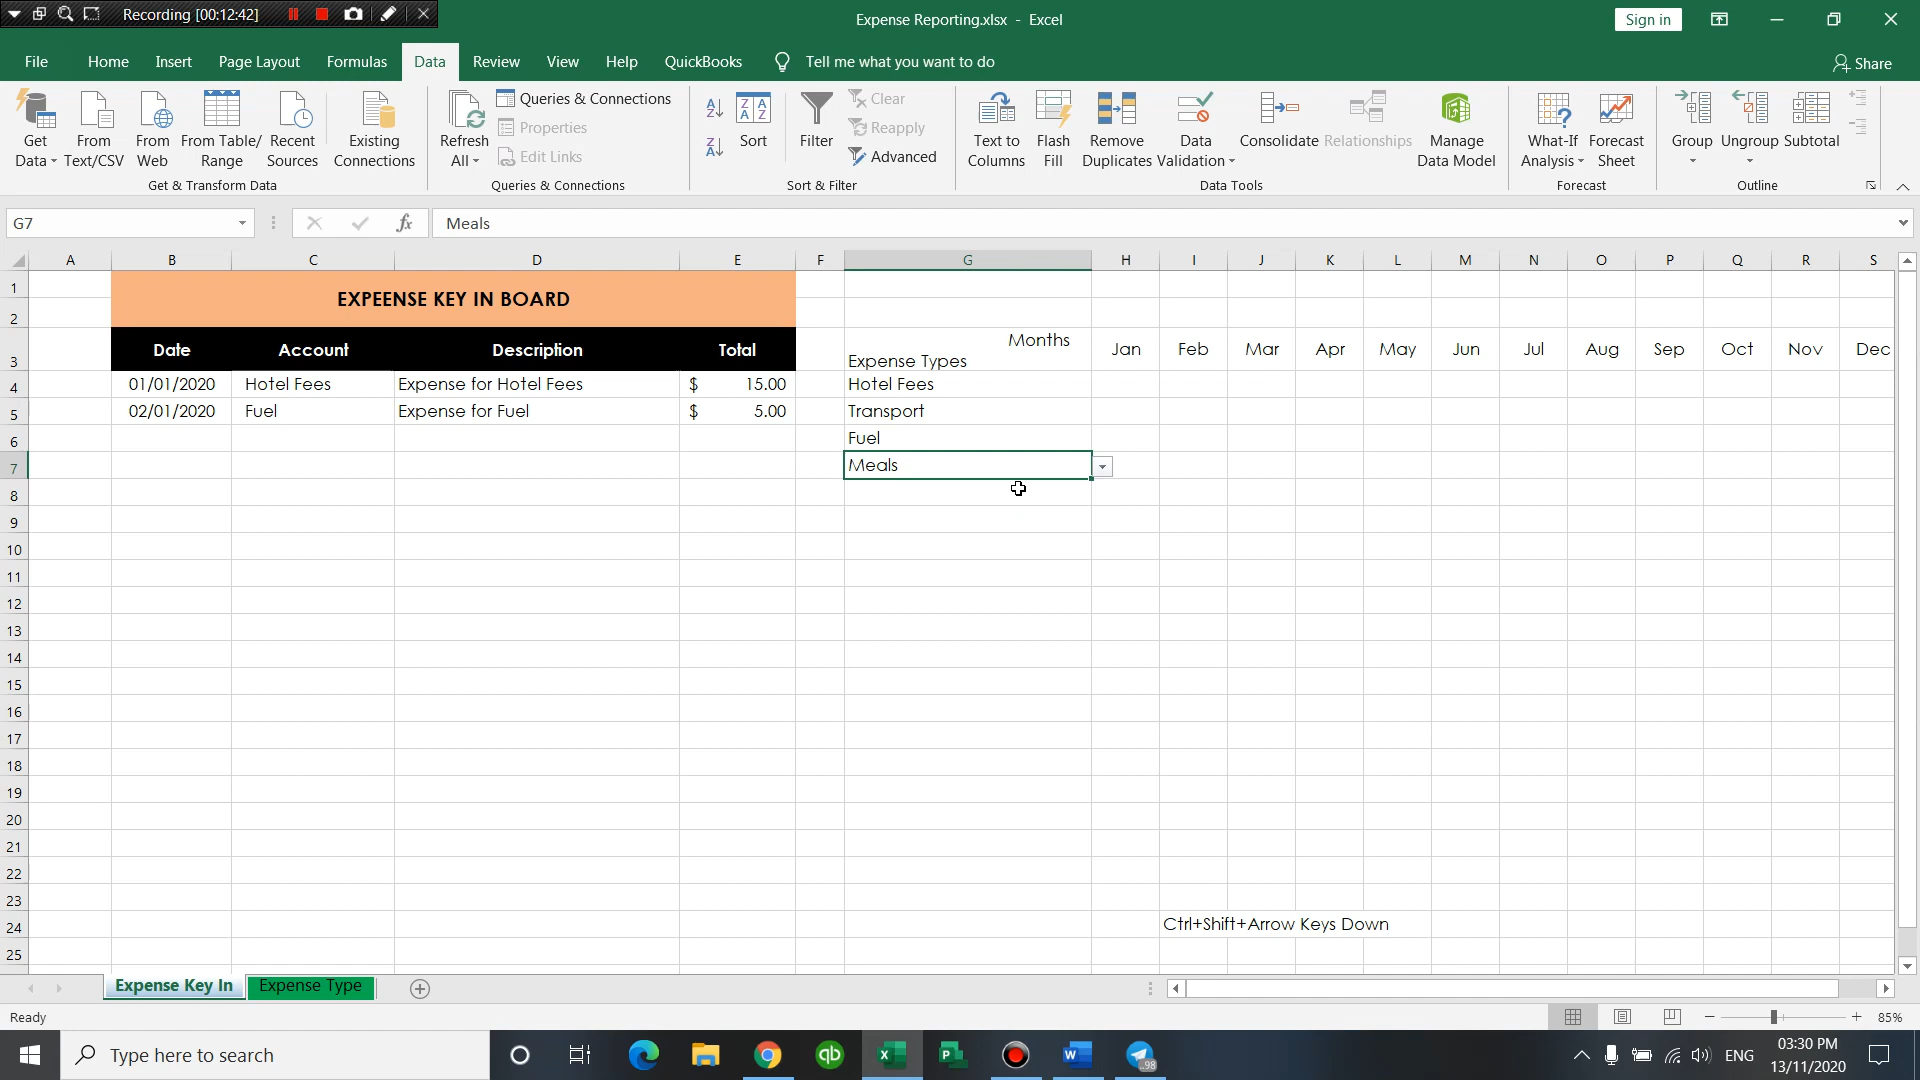 Recording [00:12:42]
Expense Reporting.xlsx - Excel
Sign in
File Home Insert Page Layout Formulas Data Review View Help QuickBooks Tell me what you want to do Share
Get Data
From Text/CSV
From Web
From Table/ Range
Recent Sources
Existing Connections
Get & Transform Data
Refresh All
Queries & Connections
Properties
Edit Links
Queries & Connections
Sort
Filter
Clear
Reapply
Advanced
Sort & Filter
Text to Columns
Flash Fill
Remove Duplicates
Data Validation
Consolidate
Relationships
Manage Data Model
Data Tools
What-If Analysis
Forecast Sheet
Forecast
Group
Ungroup
Subtotal
Outline
G7 fx Meals
A B C D E F G H I J K L M N O P Q R S
1
EXPEENSE KEY IN BOARD
2
3 Date Account Description Total Months Expense Types Jan Feb Mar Apr May Jun Jul Aug Sep Oct Nov Dec
4 01/01/2020 Hotel Fees Expense for Hotel Fees $ 15.00 Hotel Fees
5 02/01/2020 Fuel Expense for Fuel $ 5.00 Transport
6 Fuel
7 Meals
8
9
10
11
12
13
14
15
16
17
18
19
20
21
22
23
24 Ctrl+Shift+Arrow Keys Down
25
Expense Key In Expense Type
Ready 85%
Type here to search
98
ENG
03:30 PM
13/11/2020